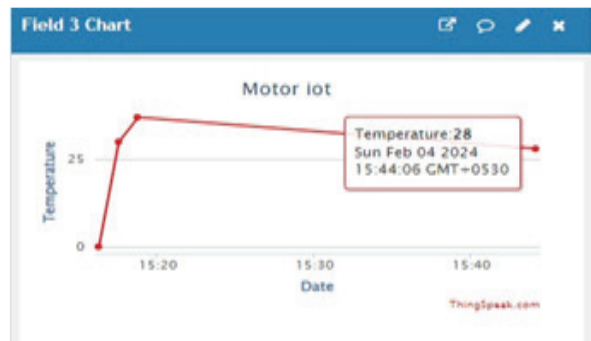 Field 3 Chart
Motor iot
Temperature:28
Sun Feb 04 2024
15:44:06 GMT+0530
Temperature
25
0
15:20
15:30
15:40
Date
ThingSpeak.com